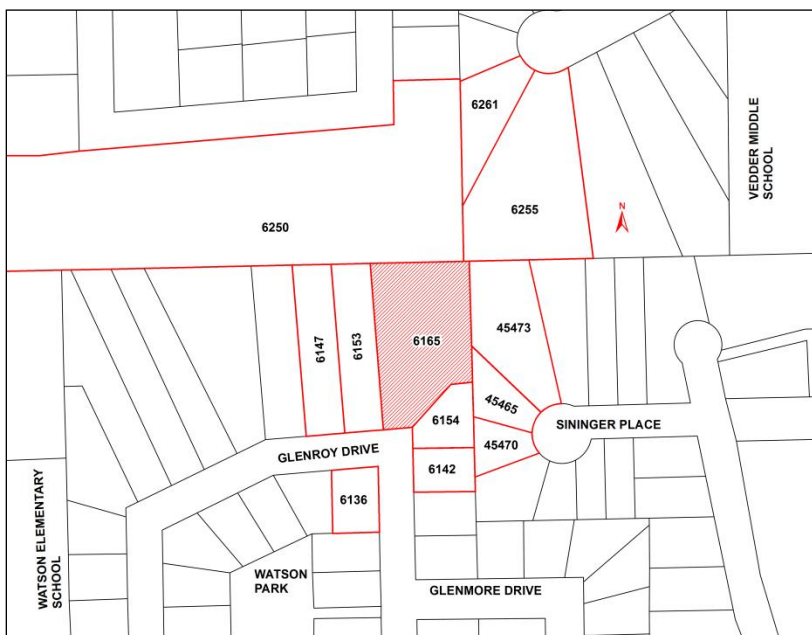 6261
VEDDER MIDDLE
SCHOOL
6255
N
6250
6147
6153
6165
45473
45465
6154
45470
SININGER PLACE
GLENROY DRIVE
6142
6136
WATSON ELEMENTARY
SCHOOL
WATSON
PARK
GLENMORE DRIVE